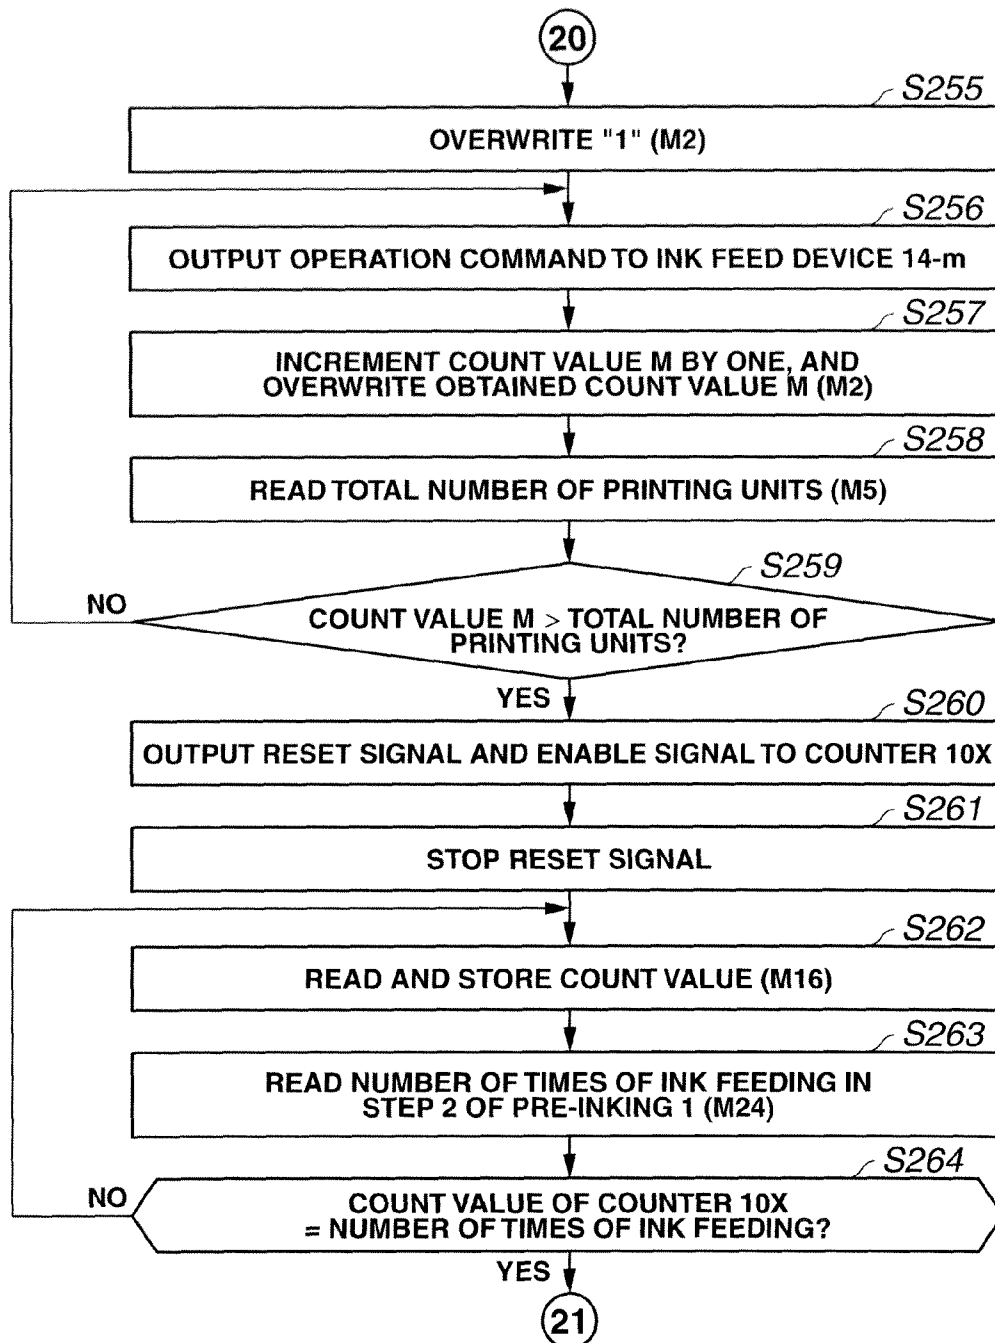 20
S255
OVERWRITE "1" (M2)
S256
OUTPUT OPERATION COMMAND TO INK FEED DEVICE 14-m
S257
INCREMENT COUNT VALUE M BY ONE, AND
OVERWRITE OBTAINED COUNT VALUE M (M2)
S258
READ TOTAL NUMBER OF PRINTING UNITS (M5)
S259
NO
COUNT VALUE M > TOTAL NUMBER OF
PRINTING UNITS?
YES
S260
OUTPUT RESET SIGNAL AND ENABLE SIGNAL TO COUNTER 10X
S261
STOP RESET SIGNAL
S262
READ AND STORE COUNT VALUE (M16)
S263
READ NUMBER OF TIMES OF INK FEEDING IN
STEP 2 OF PRE-INKING 1 (M24)
S264
NO
COUNT VALUE OF COUNTER 10X
= NUMBER OF TIMES OF INK FEEDING?
YES
21